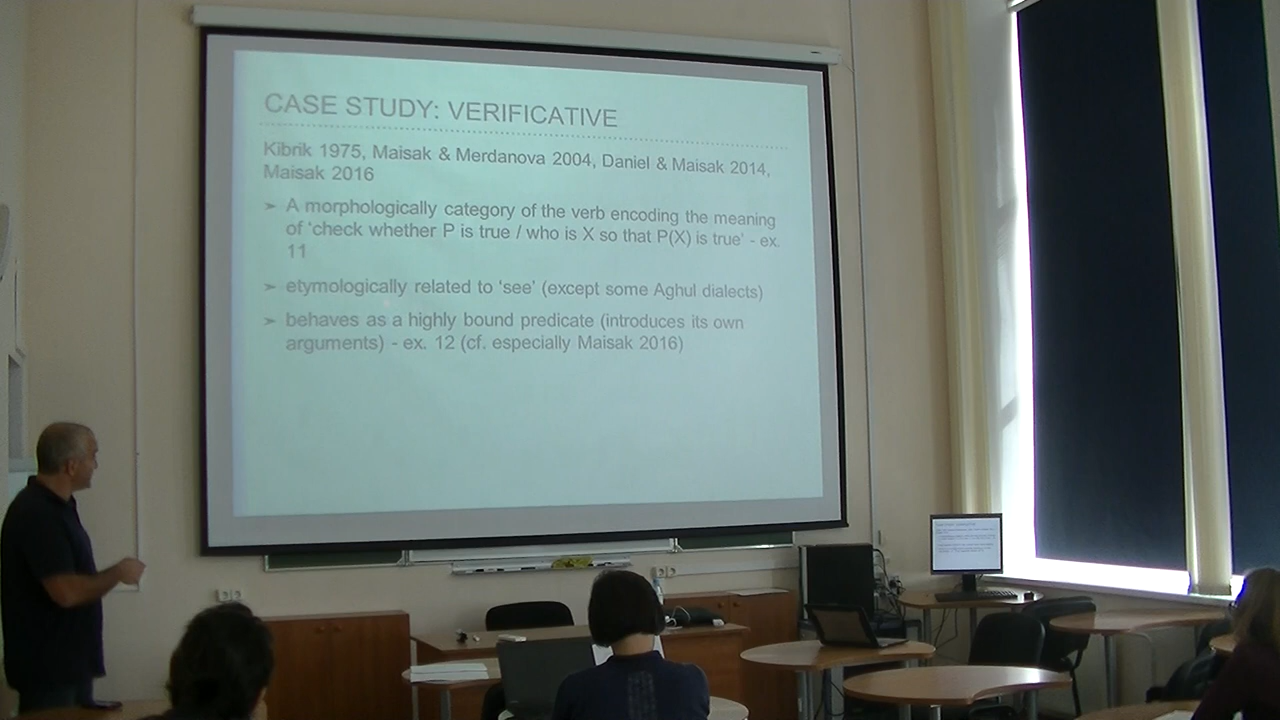 CASE STUDY: VERIFICATIVE
Kibrik 1975, Maisak & Merdanova 2004, Daniel & Maisak 2014,
Maisak 2016
➢ A morphologically category of the verb encoding the meaning
of ‘check whether P is true / who is X so that P(X) is true’ - ex.
11
➢ etymologically related to ‘see’ (except some Aghul dialects)
➢ behaves as a highly bound predicate (introduces its own
arguments) - ex. 12 (cf. especially Maisak 2016)